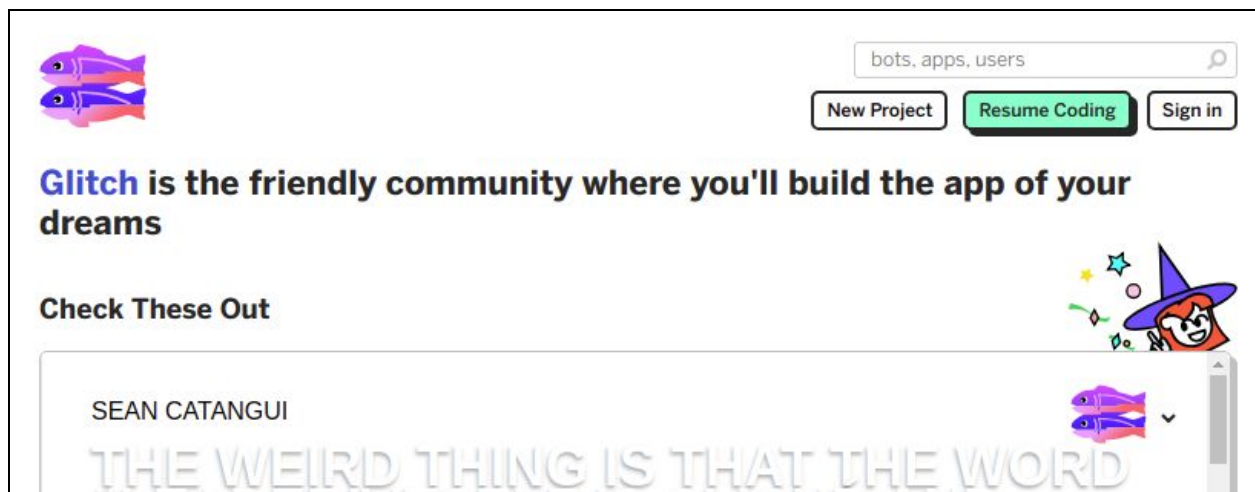 bots, apps, users
New Project Resume Coding Sign in
Glitch is the friendly community where you'll build the app of your
dreams
Check These Out
SEAN CATANGUI
THE WEIRD THING IS THAT THE WORD